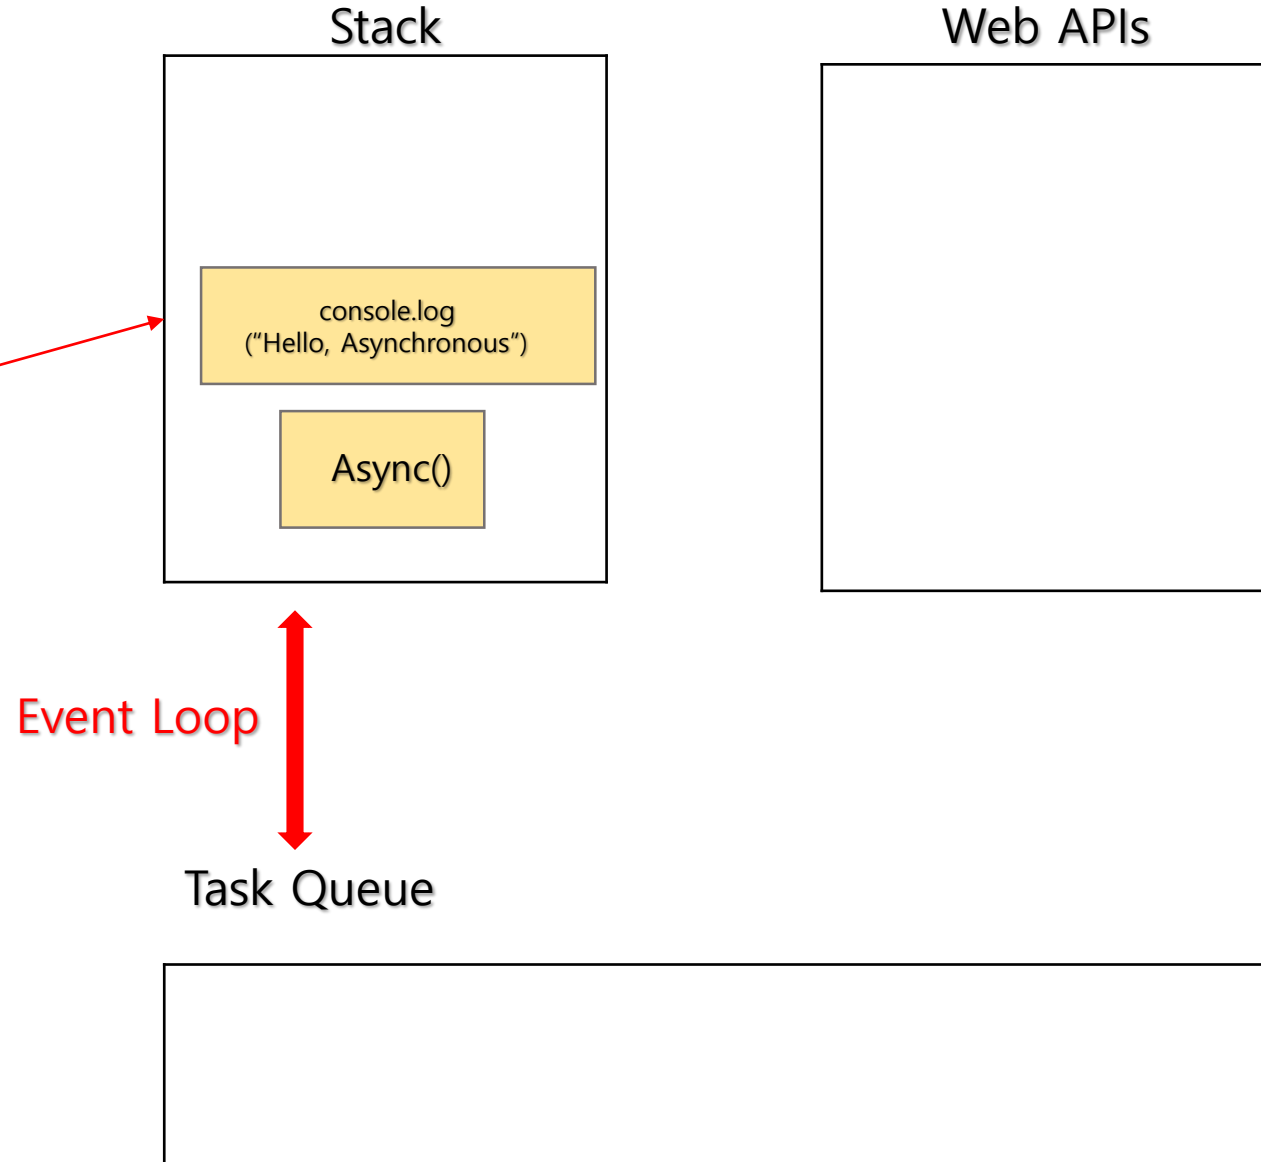 Stack
Web APIs
console.log
(“Hello, Asynchronous”)
Async()
Event Loop
Task Queue